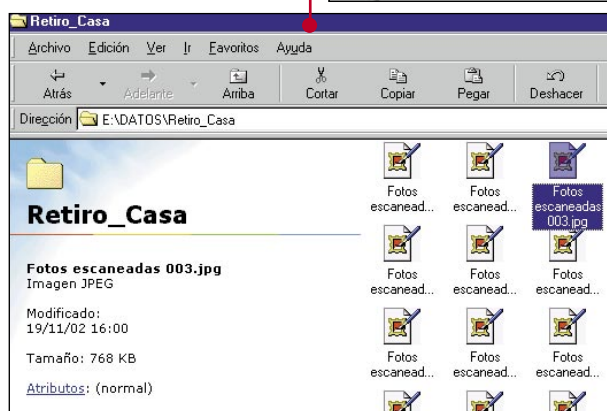 Retiro_Casa
Archivo Edición Ver Ir Favoritos Ayuda
Atrás Adelante Arriba Cortar Copiar Pegar Deshacer
Dirección E:\DATOS\Retiro_Casa
Retiro_Casa
Fotos escaneadas 003.jpg
Imagen JPEG
Modificado:
19/11/02 16:00
Tamaño: 768 KB
Atributos: (normal)
Fotos
escanead...
Fotos
escanead...
Fotos
escaneadas
003.jpg
Fotos
escanead...
Fotos
escanead...
Fotos
escanead...
Fotos
escanead...
Fotos
escanead...
Fotos
escanead...